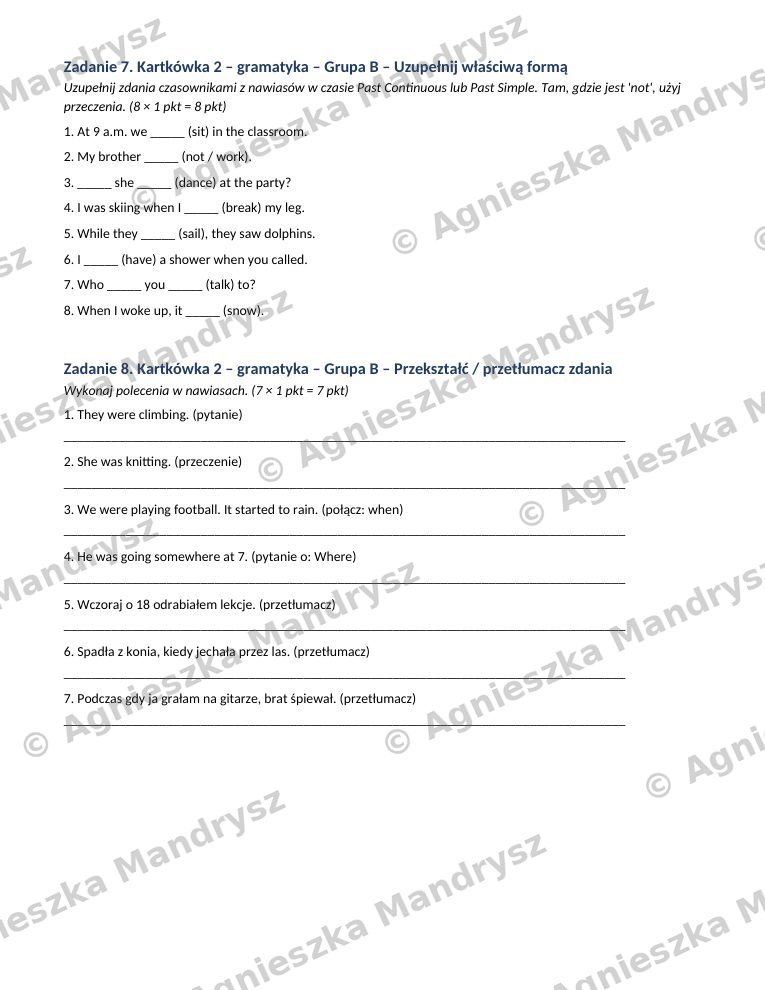 Zadanie 7. Kartkówka 2 – gramatyka – Grupa B – Uzupełnij właściwą formą
Uzupełnij zdania czasownikami z nawiasów w czasie Past Continuous lub Past Simple. Tam, gdzie jest 'not', użyj
przeczenia. (8 × 1 pkt = 8 pkt)
1. At 9 a.m. we _____ (sit) in the classroom.
2. My brother _____ (not / work).
3. _____ she _____ (dance) at the party?
4. I was skiing when I _____ (break) my leg.
5. While they _____ (sail), they saw dolphins.
6. I _____ (have) a shower when you called.
7. Who _____ you _____ (talk) to?
8. When I woke up, it _____ (snow).
Zadanie 8. Kartkówka 2 – gramatyka – Grupa B – Przekształć / przetłumacz zdania
Wykonaj polecenia w nawiasach. (7 × 1 pkt = 7 pkt)
1. They were climbing. (pytanie)
2. She was knitting. (przeczenie)
3. We were playing football. It started to rain. (połącz: when)
4. He was going somewhere at 7. (pytanie o: Where)
5. Wczoraj o 18 odrabiałem lekcje. (przetłumacz)
6. Spadła z konia, kiedy jechała przez las. (przetłumacz)
7. Podczas gdy ja grałam na gitarze, brat śpiewał. (przetłumacz)
© Agnieszka Mandrysz